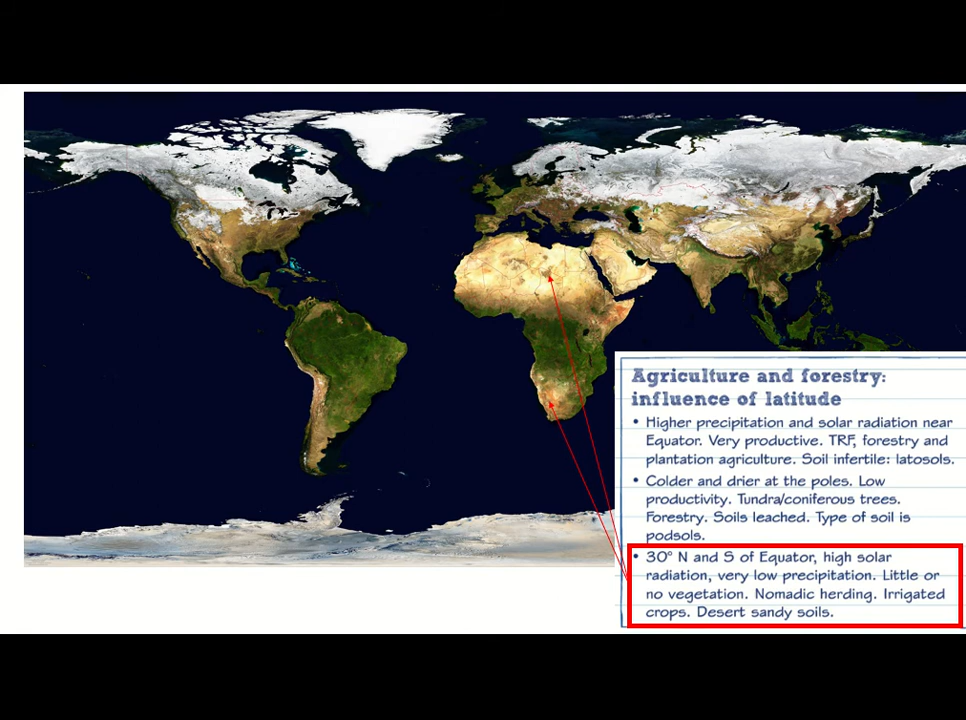 Agriculture and forestry:
influence of latitude
• Higher precipitation and solar radiation near
Equator. Very productive. TRF, forestry and
plantation agriculture. Soil infertile: latosols.
• Colder and drier at the poles. Low
productivity. Tundra/coniferous trees.
Forestry. Soils leached. Type of soil is
podsols.
• 30° N and S of Equator, high solar
radiation, very low precipitation. Little or
no vegetation. Nomadic herding. Irrigated
crops. Desert sandy soils.